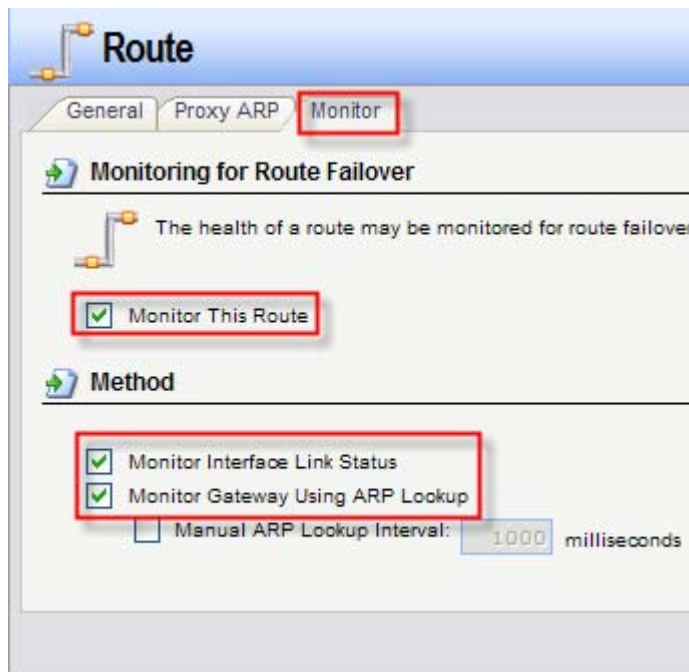 Route
General Proxy ARP Monitor
Monitoring for Route Failover
The health of a route may be monitored for route failover
Monitor This Route
Method
Monitor Interface Link Status
Monitor Gateway Using ARP Lookup
Manual ARP Lookup Interval: 1000 milliseconds